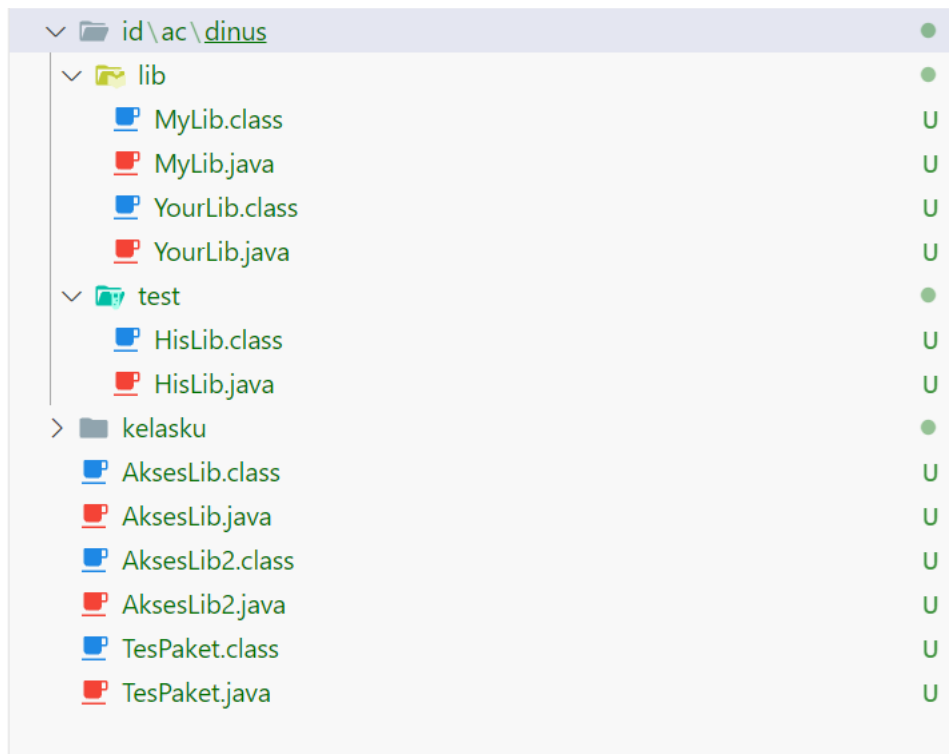 id\ac\dinus
lib
MyLib.class U
MyLib.java U
YourLib.class U
YourLib.java U
test
HisLib.class U
HisLib.java U
kelasku
AksesLib.class U
AksesLib.java U
AksesLib2.class U
AksesLib2.java U
TesPaket.class U
TesPaket.java U